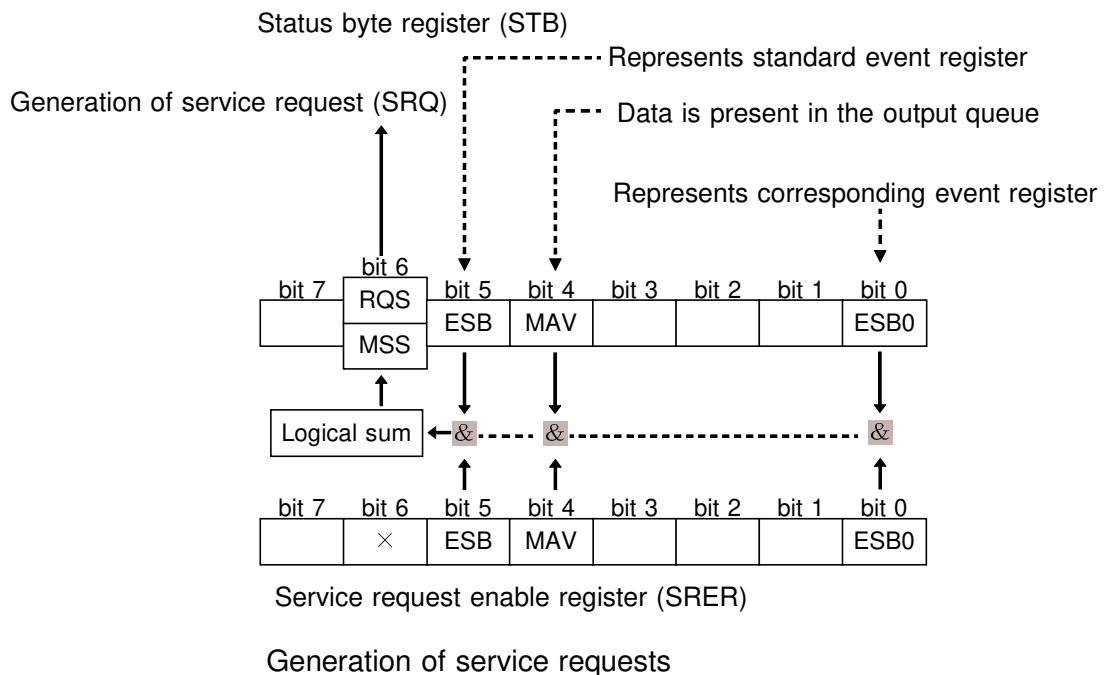 Status byte register (STB)
Represents standard event register
Generation of service request (SRQ)
Data is present in the output queue
Represents corresponding event register
bit 7 bit 6 bit 5 bit 4 bit 3 bit 2 bit 1 bit 0
RQS ESB MAV ESB0
MSS
Logical sum & & &
bit 7 bit 6 bit 5 bit 4 bit 3 bit 2 bit 1 bit 0
× ESB MAV ESB0
Service request enable register (SRER)
Generation of service requests